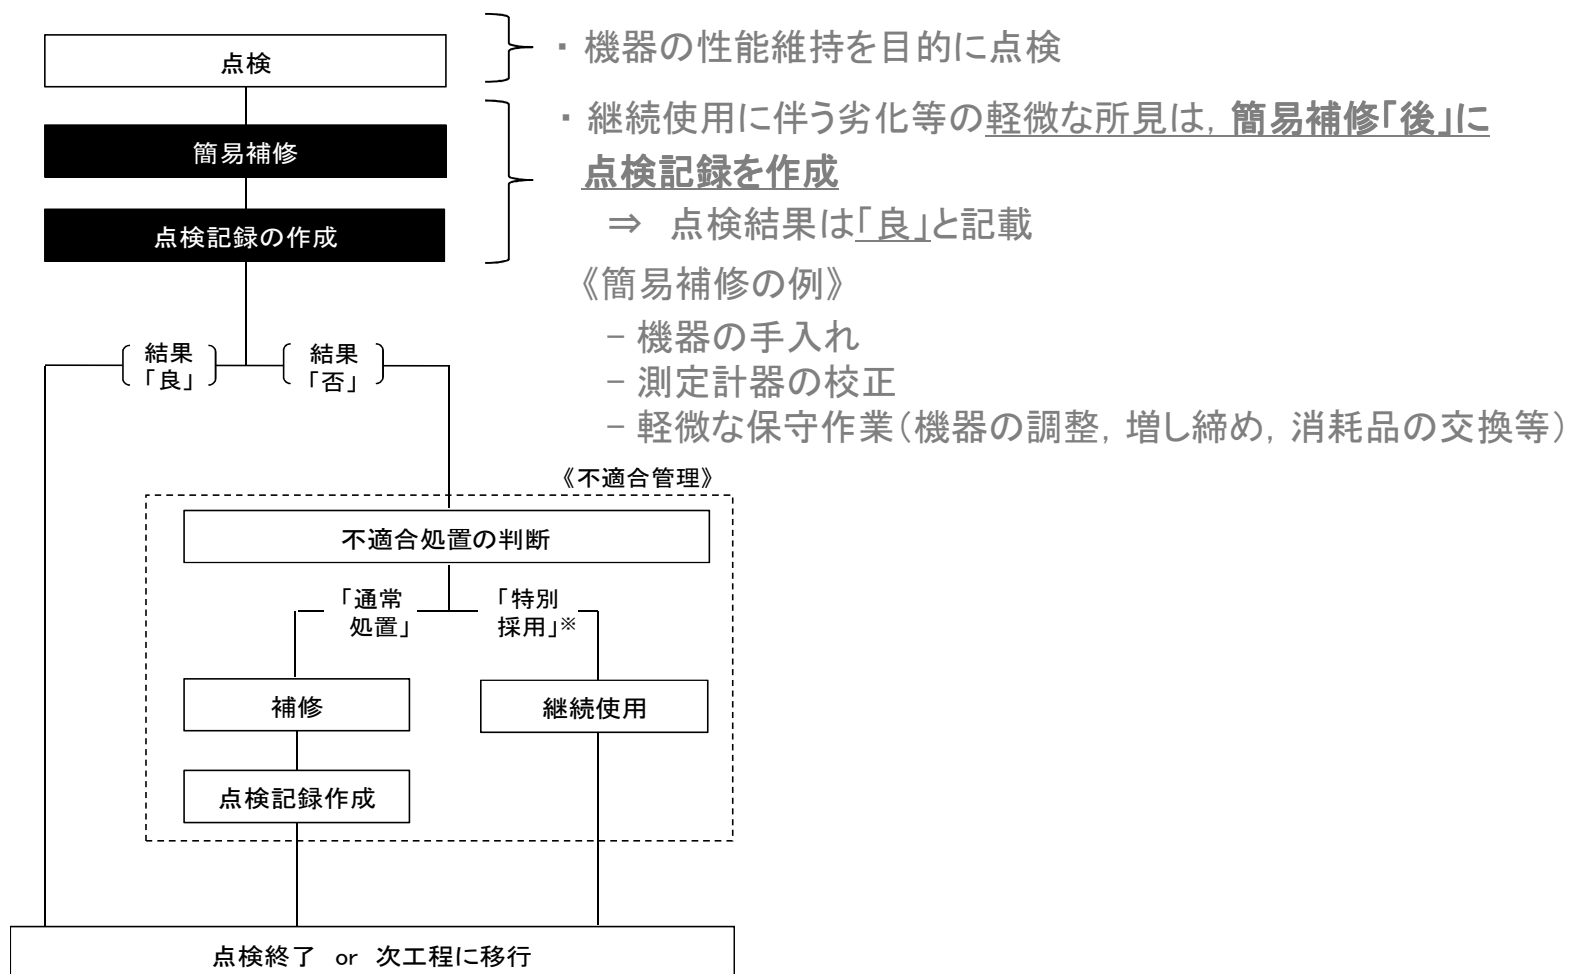 点検
・機器の性能維持を目的に点検
簡易補修
点検記録の作成
・継続使用に伴う劣化等の軽微な所見は，簡易補修「後」に
点検記録を作成
⇒　点検結果は「良」と記載
《簡易補修の例》
－機器の手入れ
－測定計器の校正
－軽微な保守作業（機器の調整，増し締め，消耗品の交換等）
結果
「良」
結果
「否」
《不適合管理》
不適合処置の判断
「通常
処置」
「特別
採用」※
補修
継続使用
点検記録作成
点検終了　or　次工程に移行